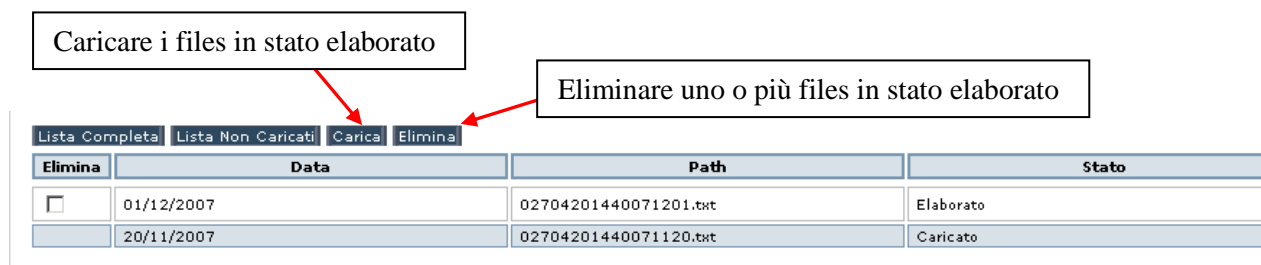 Caricare i files in stato elaborato
Eliminare uno o più files in stato elaborato
Lista Completa Lista Non Caricati Carica Elimina
Elimina Data Path Stato
01/12/2007 02704201440071201.txt Elaborato
20/11/2007 02704201440071120.txt Caricato